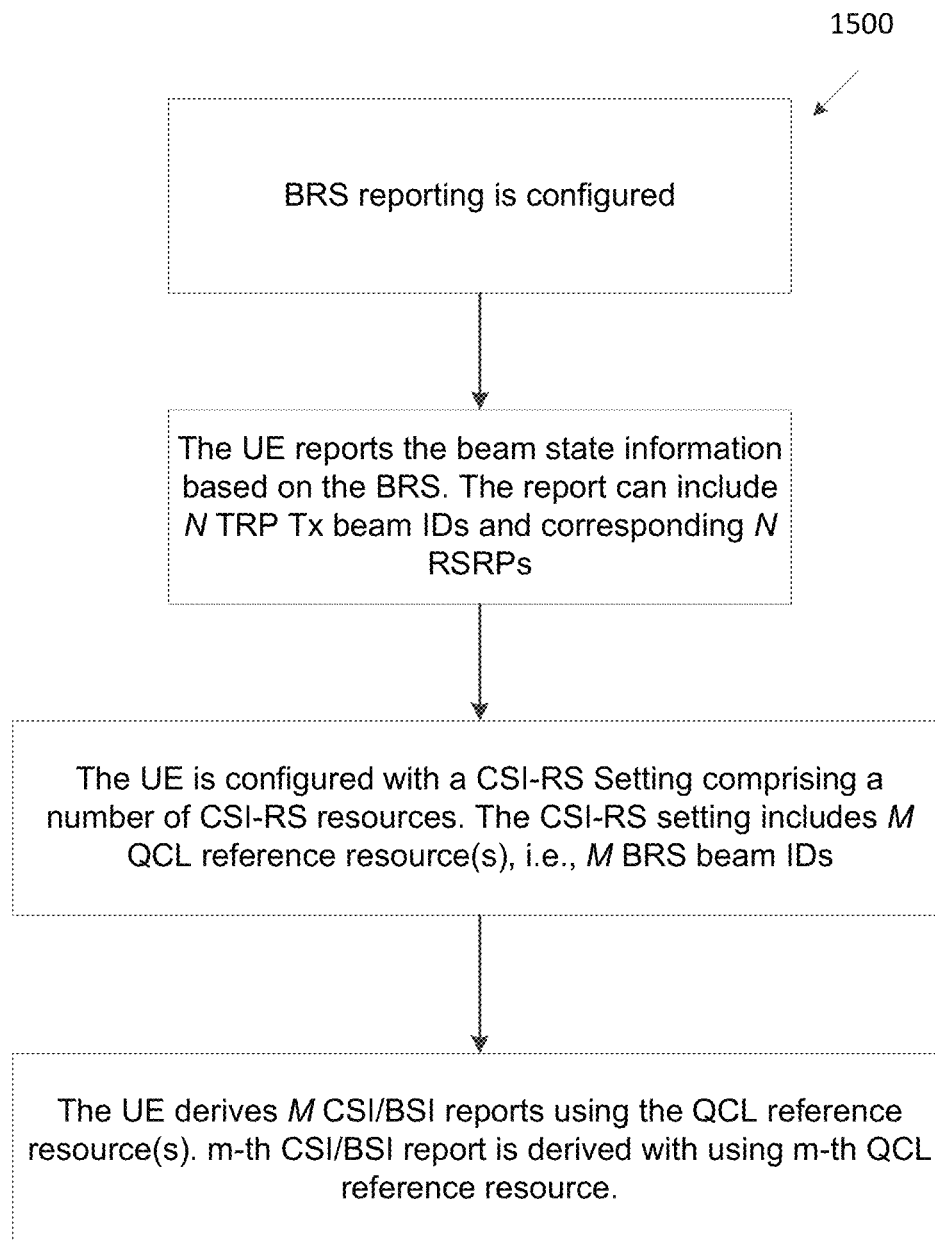 1500
BRS reporting is configured
The UE reports the beam state information
based on the BRS. The report can include
N TRP Tx beam IDs and corresponding N
RSRPs
The UE is configured with a CSI-RS Setting comprising a
number of CSI-RS resources. The CSI-RS setting includes M
QCL reference resource(s), i.e., M BRS beam IDs
The UE derives M CSI/BSI reports using the QCL reference
resource(s). m-th CSI/BSI report is derived with using m-th QCL
reference resource.